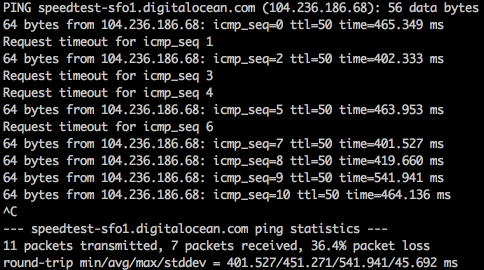 PING speedtest-sfo1.digitalocean.com (104.236.186.68): 56 data bytes
64 bytes from 104.236.186.68: icmp_seq=0 ttl=50 time=465.349 ms
Request timeout for icmp_seq 1
64 bytes from 104.236.186.68: icmp_seq=2 ttl=50 time=402.333 ms
Request timeout for icmp_seq 3
Request timeout for icmp_seq 4
64 bytes from 104.236.186.68: icmp_seq=5 ttl=50 time=463.953 ms
Request timeout for icmp_seq 6
64 bytes from 104.236.186.68: icmp_seq=7 ttl=50 time=401.527 ms
64 bytes from 104.236.186.68: icmp_seq=8 ttl=50 time=419.660 ms
64 bytes from 104.236.186.68: icmp_seq=9 ttl=50 time=541.941 ms
64 bytes from 104.236.186.68: icmp_seq=10 ttl=50 time=464.136 ms
^C
--- speedtest-sfo1.digitalocean.com ping statistics ---
11 packets transmitted, 7 packets received, 36.4% packet loss
round-trip min/avg/max/stddev = 401.527/451.271/541.941/45.692 ms